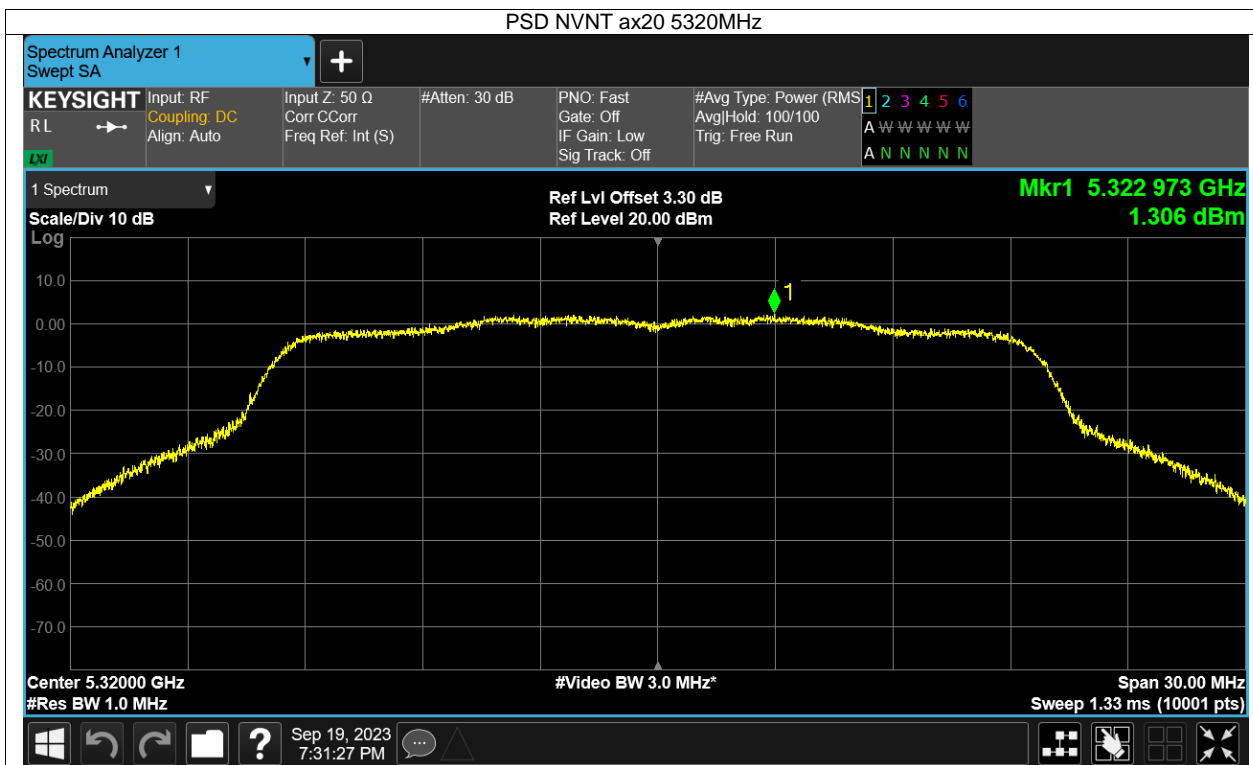 PSD NVNT ax20 5320MHz
Spectrum Analyzer 1
Swept SA
KEYSIGHT
R L
LXI
Input: RF
Coupling: DC
Align: Auto
Input Z: 50 Ω
Corr CCorr
Freq Ref: Int (S)
#Atten: 30 dB
PNO: Fast
Gate: Off
IF Gain: Low
Sig Track: Off
#Avg Type: Power (RMS
Avg|Hold: 100/100
Trig: Free Run
1 2 3 4 5 6
A W W W W W
A N N N N N
1 Spectrum
Scale/Div 10 dB
Log
Ref Lvl Offset 3.30 dB
Ref Level 20.00 dBm
Mkr1 5.322 973 GHz
1.306 dBm
1
10.0
0.00
-10.0
-20.0
-30.0
-40.0
-50.0
-60.0
-70.0
Center 5.32000 GHz
#Res BW 1.0 MHz
#Video BW 3.0 MHz*
Span 30.00 MHz
Sweep 1.33 ms (10001 pts)
?
Sep 19, 2023
7:31:27 PM